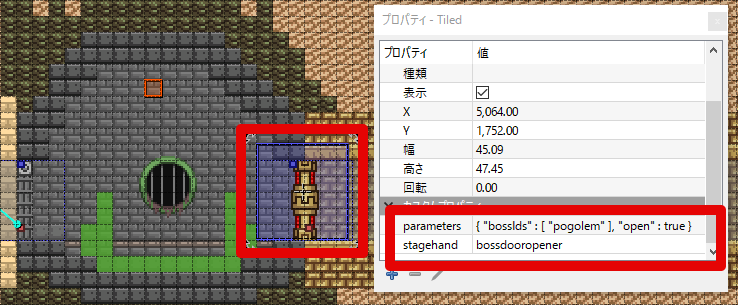 プロパティ - Tiled
プロパティ 値
種類
表示
X 5,064.00
Y 1,752.00
幅 45.09
高さ 47.45
回転 0.00
カスタムプロパティ
parameters { "bossIds" : [ "pogolem" ], "open" : true }
stagehand bossdooropener